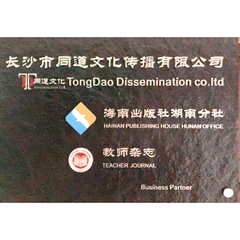 长沙市同道文化传播有限公司
同道文化 TongDao Dissemination co.ltd
海南出版社湖南分社
HAINAN PUBLISHING HOUSE HUNAN OFFICE
教师杂志
TEACHER JOURNAL
Business Partner